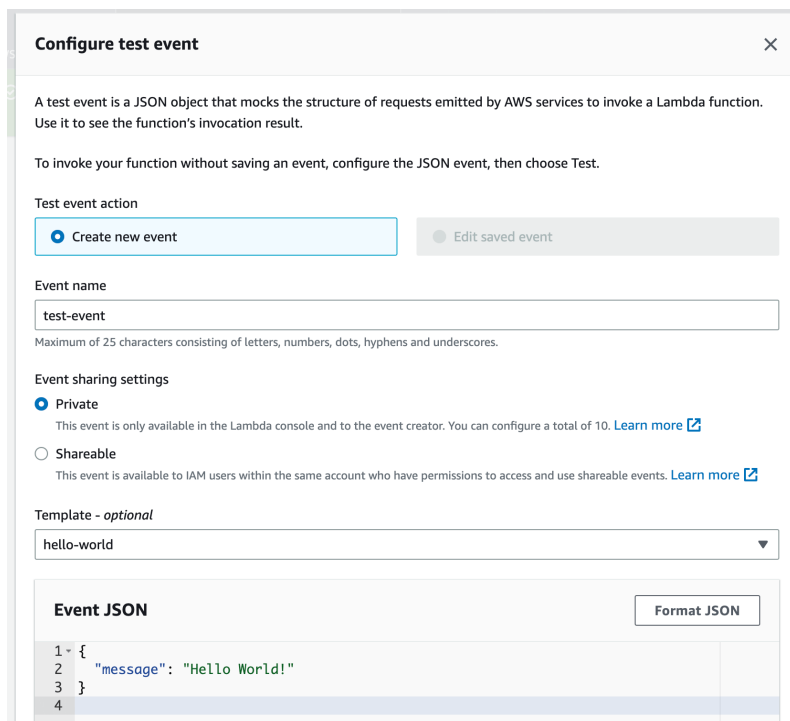 Configure test event
A test event is a JSON object that mocks the structure of requests emitted by AWS services to invoke a Lambda function.
Use it to see the function’s invocation result.
To invoke your function without saving an event, configure the JSON event, then choose Test.
Test event action
Create new event
Edit saved event
Event name
test-event
Maximum of 25 characters consisting of letters, numbers, dots, hyphens and underscores.
Event sharing settings
Private
This event is only available in the Lambda console and to the event creator. You can configure a total of 10. Learn more
Shareable
This event is available to IAM users within the same account who have permissions to access and use shareable events. Learn more
Template - optional
hello-world
Event JSON
Format JSON
1 {
2 "message": "Hello World!"
3 }
4